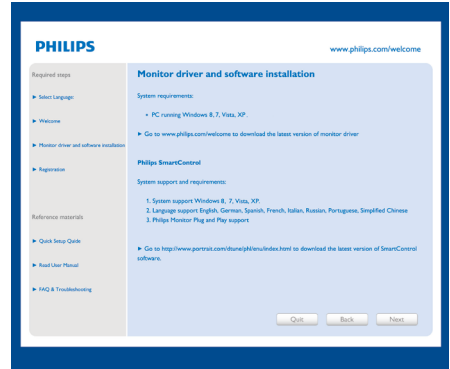 PHILIPS
www.philips.com/welcome
Required steps
► Select Language:
► Welcome
► Monitor driver and software installation
► Registration
Reference materials
► Quick Setup Quide
► Read User Manual
► FAQ & Troubleshooting
Monitor driver and software installation
System requirements:
• PC running Windows 8, 7, Vista, XP.
► Go to www.philips.com/welcome to download the latest version of monitor driver
Philips SmartControl
System support and requirements:
1. System support Windows 8, 7, Vista, XP.
2. Language support English, German, Spanish, French, Italian, Russian, Portuguese, Simplified Chinese
3. Philips Monitor Plug and Play support
► Go to http://www.portrait.com/dtune/phl/enu/index.html to download the latest version of SmartControl
software.
Quit
Back
Next